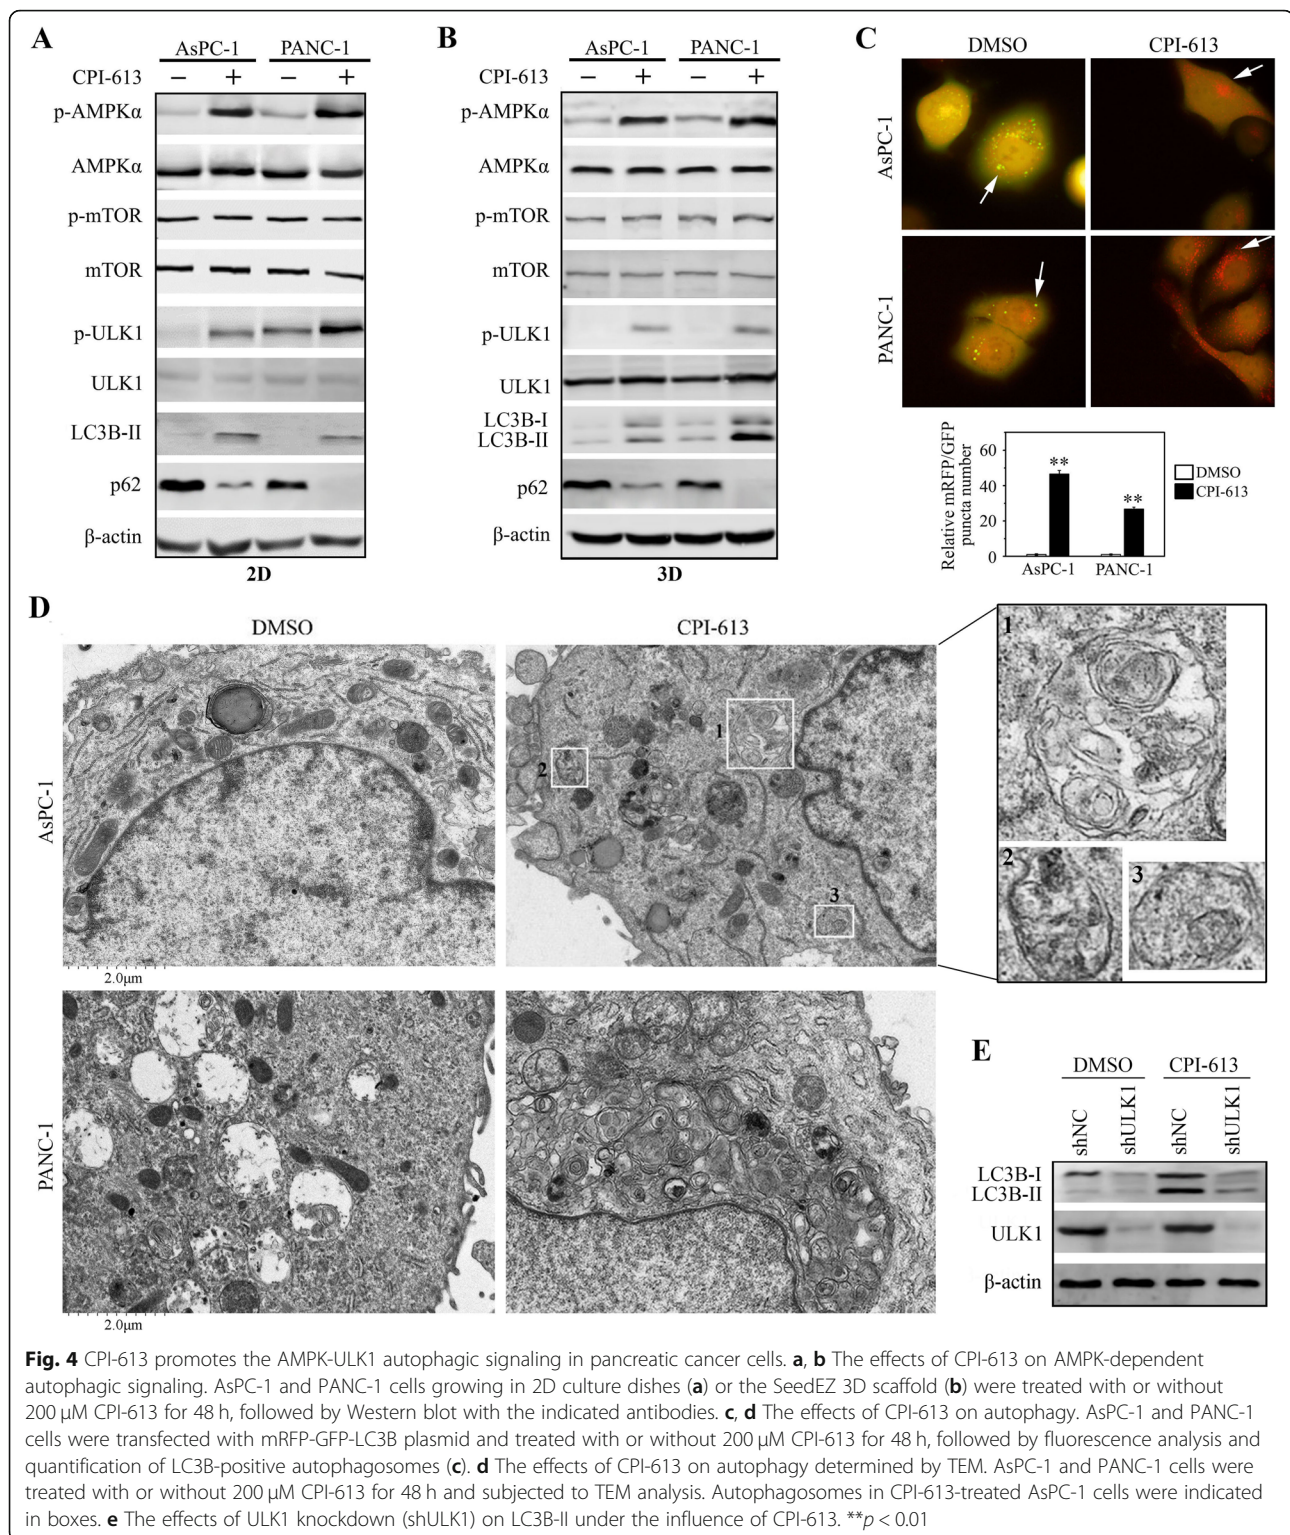 A
AsPC-1 PANC-1
CPI-613 − + − +
p-AMPKα
AMPKα
p-mTOR
mTOR
p-ULK1
ULK1
LC3B-II
p62
β-actin
2D
B
AsPC-1 PANC-1
CPI-613 − + − +
p-AMPKα
AMPKα
p-mTOR
mTOR
p-ULK1
ULK1
LC3B-I
LC3B-II
p62
β-actin
3D
C
DMSO CPI-613
AsPC-1
PANC-1
Relative mRFP/GFP
puncta number
60
40
20
0
** **
AsPC-1 PANC-1
DMSO
CPI-613
D
DMSO CPI-613
AsPC-1
1
2
3
2.0μm
1
2
3
PANC-1
2.0μm
E
DMSO CPI-613
shNC shULK1 shNC shULK1
LC3B-I
LC3B-II
ULK1
β-actin
Fig. 4 CPI-613 promotes the AMPK-ULK1 autophagic signaling in pancreatic cancer cells. a, b The effects of CPI-613 on AMPK-dependent
autophagic signaling. AsPC-1 and PANC-1 cells growing in 2D culture dishes (a) or the SeedEZ 3D scaffold (b) were treated with or without
200 μM CPI-613 for 48 h, followed by Western blot with the indicated antibodies. c, d The effects of CPI-613 on autophagy. AsPC-1 and PANC-1
cells were transfected with mRFP-GFP-LC3B plasmid and treated with or without 200 μM CPI-613 for 48 h, followed by fluorescence analysis and
quantification of LC3B-positive autophagosomes (c). d The effects of CPI-613 on autophagy determined by TEM. AsPC-1 and PANC-1 cells were
treated with or without 200 μM CPI-613 for 48 h and subjected to TEM analysis. Autophagosomes in CPI-613-treated AsPC-1 cells were indicated
in boxes. e The effects of ULK1 knockdown (shULK1) on LC3B-II under the influence of CPI-613. **p < 0.01